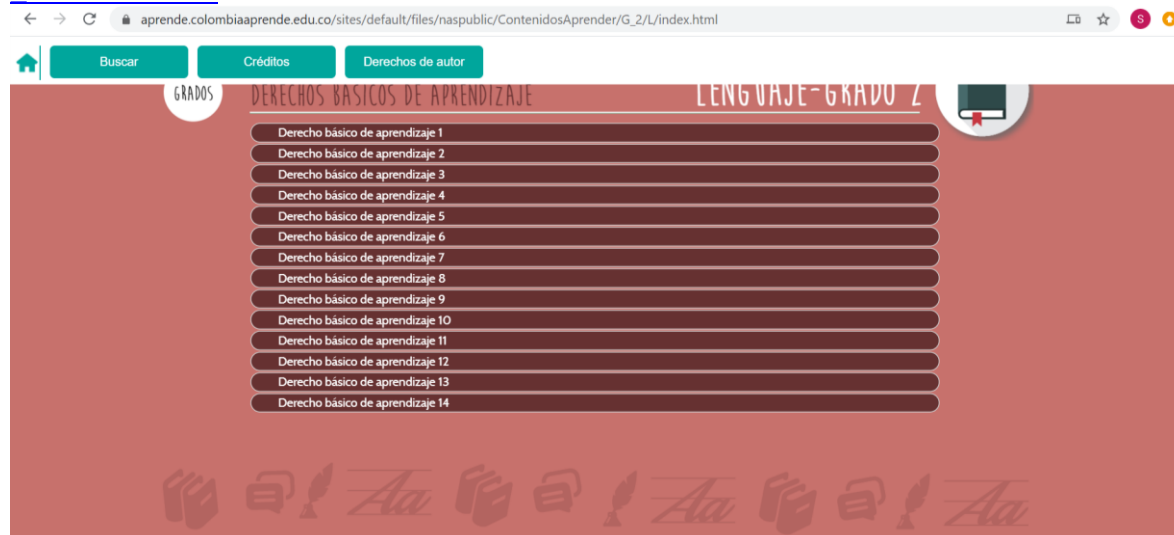 aprende.colombiaaprende.edu.co/sites/default/files/naspublic/ContenidosAprender/G_2/L/index.html
S
Buscar Créditos Derechos de autor
GRADOS DERECHOS BÁSICOS DE APRENDIZAJE LENGUAJE-GRADO 2
Derecho básico de aprendizaje 1
Derecho básico de aprendizaje 2
Derecho básico de aprendizaje 3
Derecho básico de aprendizaje 4
Derecho básico de aprendizaje 5
Derecho básico de aprendizaje 6
Derecho básico de aprendizaje 7
Derecho básico de aprendizaje 8
Derecho básico de aprendizaje 9
Derecho básico de aprendizaje 10
Derecho básico de aprendizaje 11
Derecho básico de aprendizaje 12
Derecho básico de aprendizaje 13
Derecho básico de aprendizaje 14
Aa Aa Aa